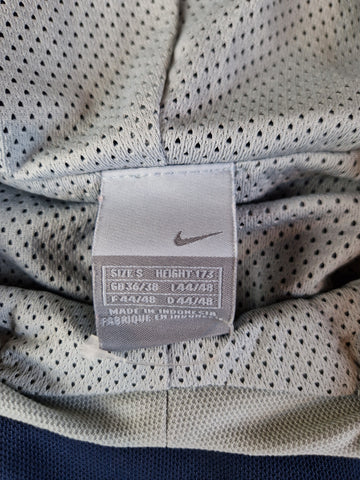 SIZE S HEIGHT 173
GB 36/38 I 44/48
F 44/48 D 44/48
MADE IN INDONESIA
FABRIQUE EN INDONESIE